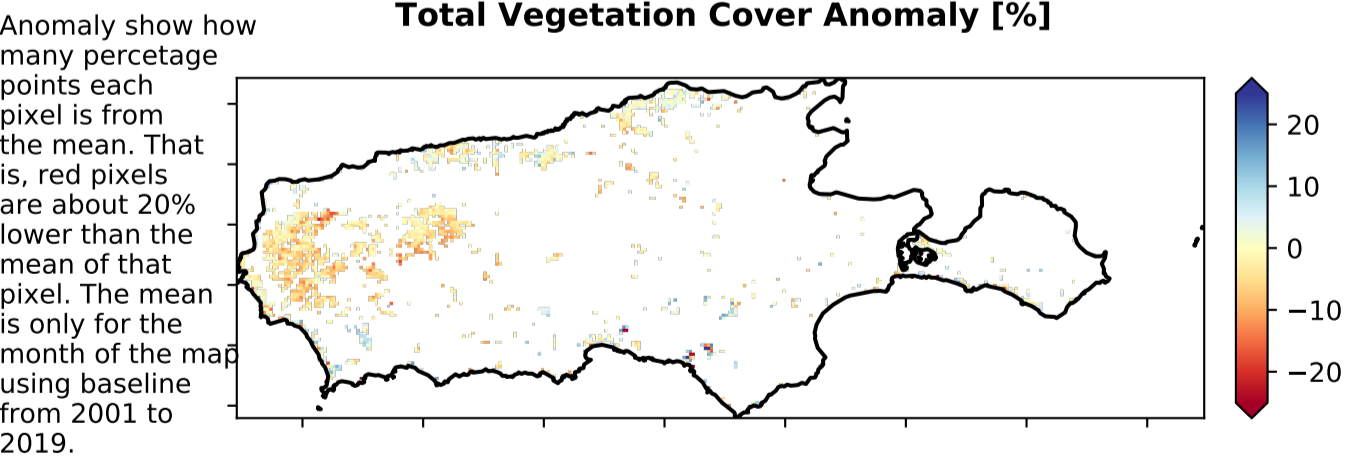 Total Vegetation Cover Anomaly [%]
Anomaly show how
many percetage
points each
pixel is from
the mean. That
is, red pixels
are about 20%
lower than the
mean of that
pixel. The mean
is only for the
month of the map
using baseline
from 2001 to
2019.
20
10
0
−10
−20